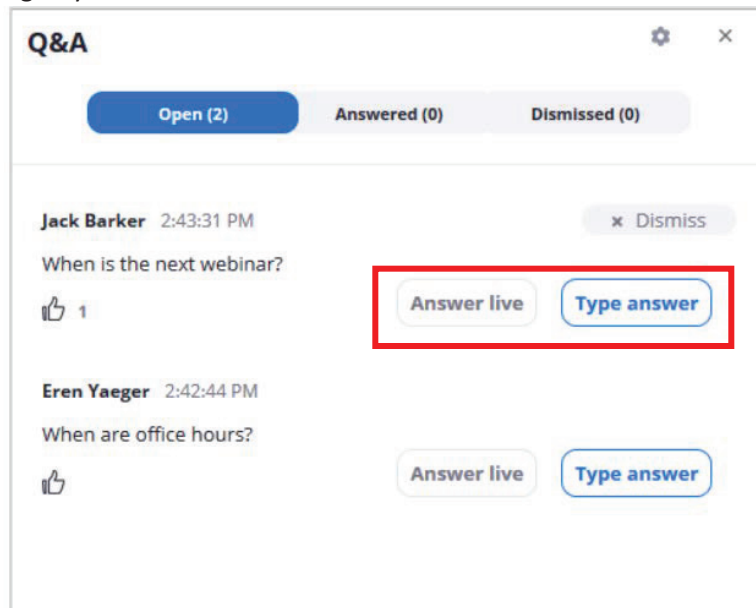 Q&A
Open (2) Answered (0) Dismissed (0)
Jack Barker 2:43:31 PM × Dismiss
When is the next webinar?
1 Answer live Type answer
Eren Yaeger 2:42:44 PM
When are office hours?
Answer live Type answer